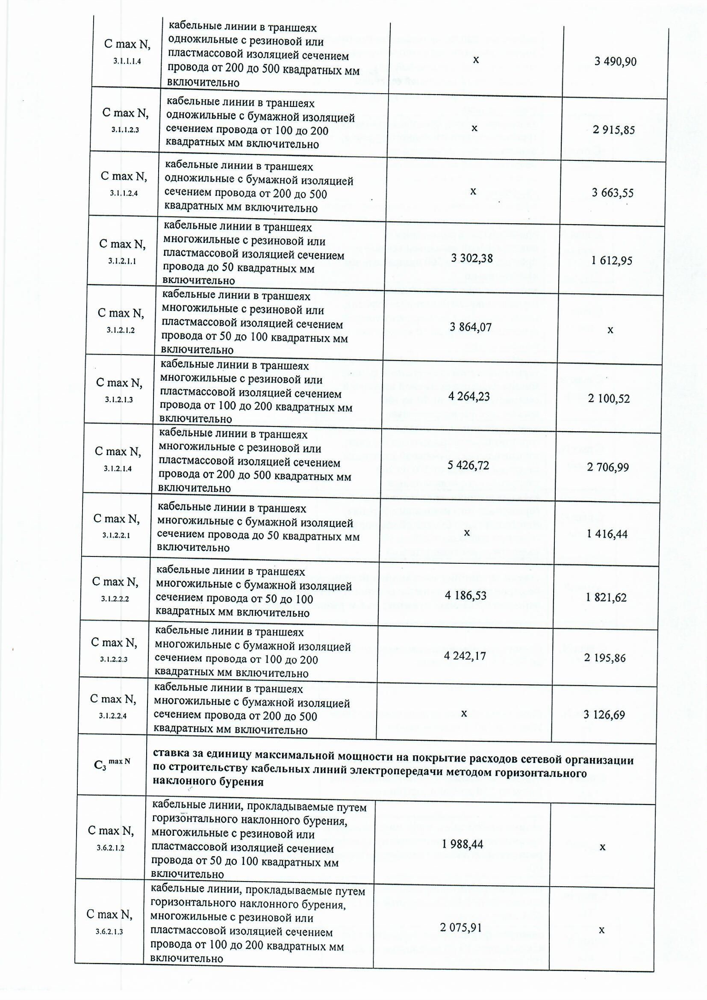 кабельные линии в траншеях
одножильные с резиновой или
пластмассовой изоляцией сечением
провода от 200 до 500 квадратных мм
включительно
C max N,
3.1.1.1.4
x
3 490,90
кабельные линии в траншеях
одножильные с бумажной изоляцией
сечением провода от 100 до 200
квадратных мм включительно
C max N,
3.1.1.2.3
x
2 915,85
кабельные линии в траншеях
одножильные с бумажной изоляцией
сечением провода от 200 до 500
квадратных мм включительно
C max N,
3.1.1.2.4
x
3 663,55
кабельные линии в траншеях
многожильные с резиновой или
пластмассовой изоляцией сечением
провода до 50 квадратных мм
включительно
C max N,
3.1.2.1.1
3 302,38
1 612,95
кабельные линии в траншеях
многожильные с резиновой или
пластмассовой изоляцией сечением
провода от 50 до 100 квадратных мм
включительно
C max N,
3.1.2.1.2
3 864,07
x
кабельные линии в траншеях
многожильные с резиновой или
пластмассовой изоляцией сечением
провода от 100 до 200 квадратных мм
включительно
C max N,
3.1.2.1.3
4 264,23
2 100,52
кабельные линии в траншеях
многожильные с резиновой или
пластмассовой изоляцией сечением
провода от 200 до 500 квадратных мм
включительно
C max N,
3.1.2.1.4
5 426,72
2 706,99
кабельные линии в траншеях
многожильные с бумажной изоляцией
сечением провода до 50 квадратных мм
включительно
C max N,
3.1.2.2.1
x
1 416,44
кабельные линии в траншеях
многожильные с бумажной изоляцией
сечением провода от 50 до 100
квадратных мм включительно
C max N,
3.1.2.2.2
4 186,53
1 821,62
кабельные линии в траншеях
многожильные с бумажной изоляцией
сечением провода от 100 до 200
квадратных мм включительно
C max N,
3.1.2.2.3
4 242,17
2 195,86
кабельные линии в траншеях
многожильные с бумажной изоляцией
сечением провода от 200 до 500
квадратных мм включительно
C max N,
3.1.2.2.4
x
3 126,69
C3 max N
ставка за единицу максимальной мощности на покрытие расходов сетевой организации
по строительству кабельных линий электропередачи методом горизонтального
наклонного бурения
кабельные линии, прокладываемые путем
горизонтального наклонного бурения,
многожильные с резиновой или
пластмассовой изоляцией сечением
провода от 50 до 100 квадратных мм
включительно
C max N,
3.6.2.1.2
1 988,44
x
кабельные линии, прокладываемые путем
горизонтального наклонного бурения,
многожильные с резиновой или
пластмассовой изоляцией сечением
провода от 100 до 200 квадратных мм
включительно
C max N,
3.6.2.1.3
2 075,91
x